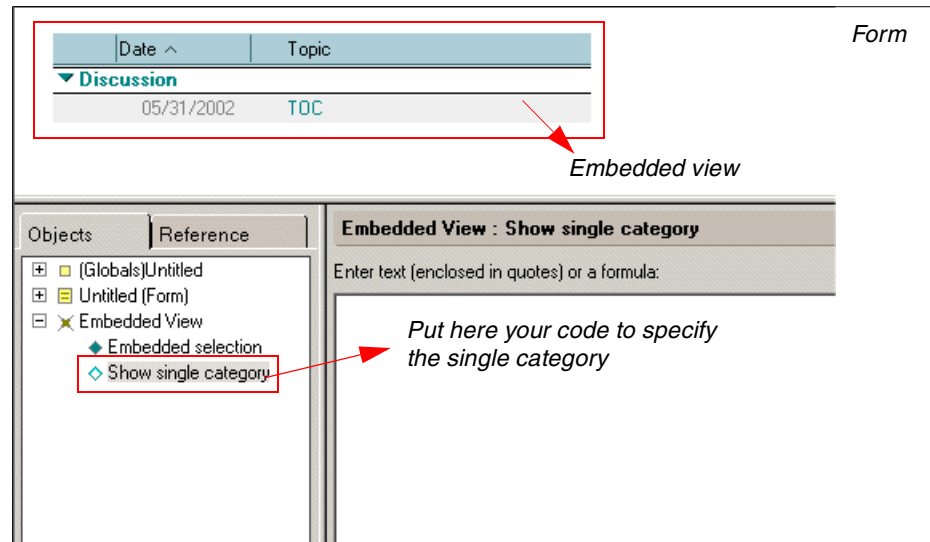 Form
Date ^ Topic
Discussion
05/31/2002 TOC
Embedded view
Objects Reference
Embedded View : Show single category
(Globals)Untitled
Enter text (enclosed in quotes) or a formula:
Untitled (Form)
Embedded View
Embedded selection
Show single category
Put here your code to specify
the single category